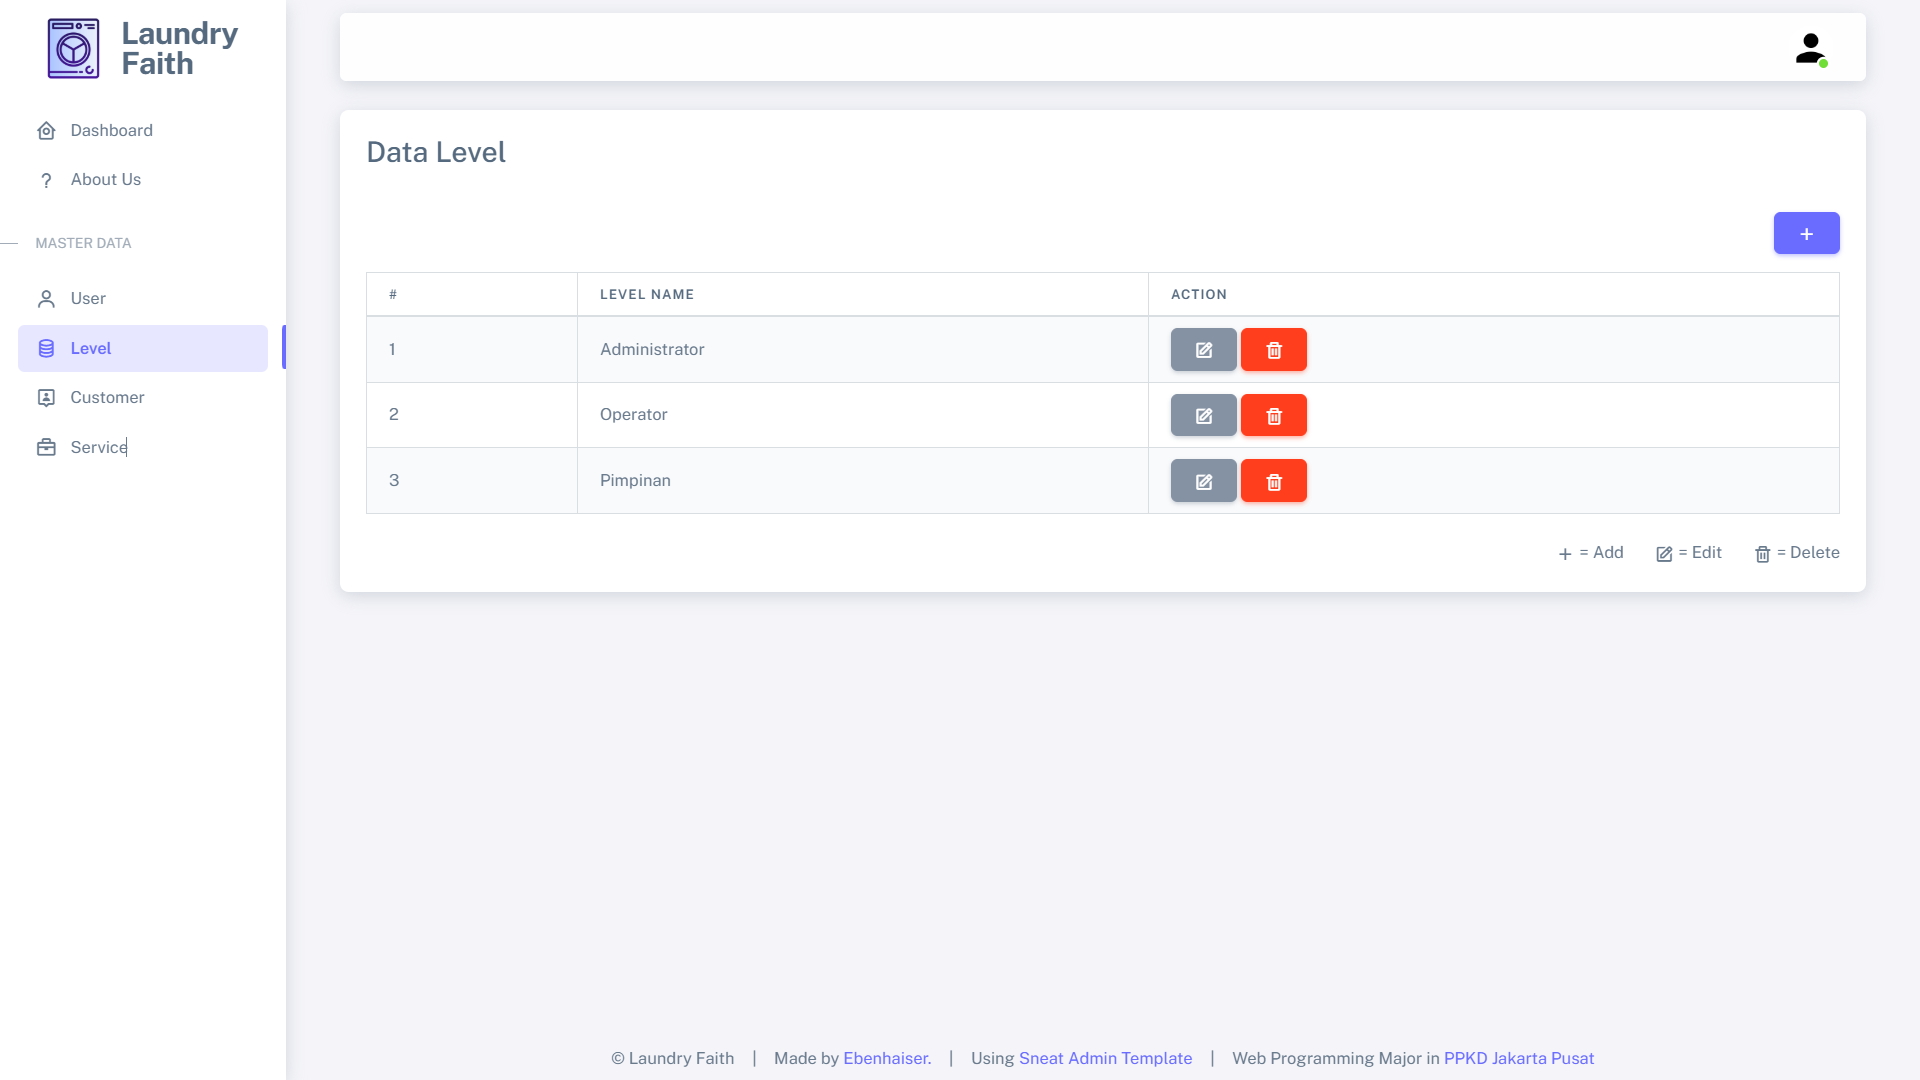 Laundry
Faith
Dashboard
About Us
MASTER DATA
User
Level
Customer
Service
Data Level
+
# LEVEL NAME ACTION
1 Administrator
2 Operator
3 Pimpinan
+ = Add = Edit = Delete
© Laundry Faith | Made by Ebenhaiser. | Using Sneat Admin Template | Web Programming Major in PPKD Jakarta Pusat